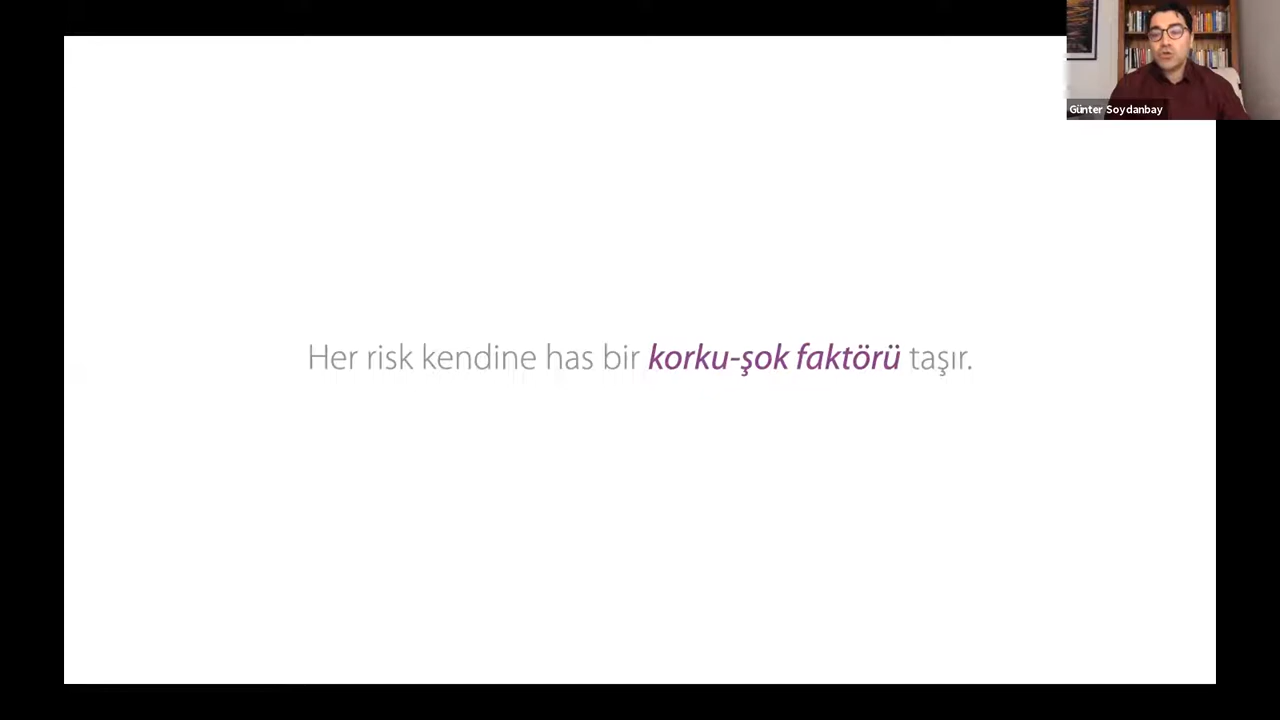 Günter Soydanbay
Her risk kendine has bir korku-şok faktörü taşır.